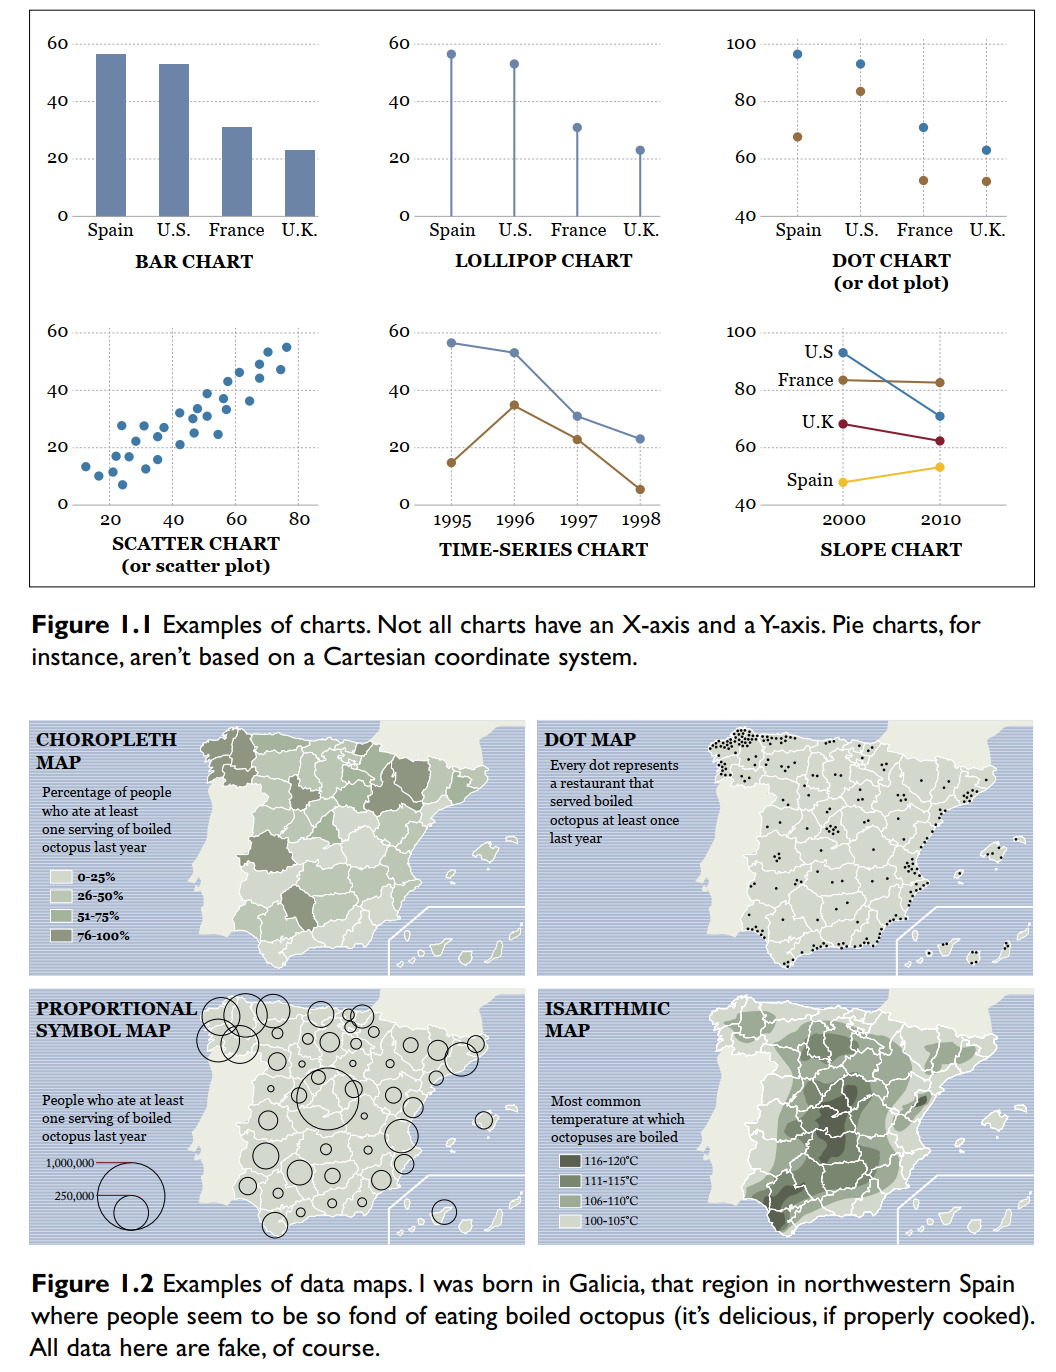 60
40
20
0
Spain U.S. France U.K.
BAR CHART
60
40
20
0
Spain U.S. France U.K.
LOLLIPOP CHART
100
80
60
40
Spain U.S. France U.K.
DOT CHART
(or dot plot)
60
40
20
0
20 40 60 80
SCATTER CHART
(or scatter plot)
60
40
20
0
1995 1996 1997 1998
TIME-SERIES CHART
100
80
60
40
U.S
France
U.K
Spain
2000 2010
SLOPE CHART
Figure 1.1 Examples of charts. Not all charts have an X-axis and a Y-axis. Pie charts, for
instance, aren't based on a Cartesian coordinate system.
CHOROPLETH
MAP
Percentage of people
who ate at least
one serving of boiled
octopus last year
0-25%
26-50%
51-75%
76-100%
DOT MAP
Every dot represents
a restaurant that
served boiled
octopus at least once
last year
PROPORTIONAL
SYMBOL MAP
People who ate at least
one serving of boiled
octopus last year
1,000,000
250,000
ISARITHMIC
MAP
Most common
temperature at which
octopuses are boiled
116-120°C
111-115°C
106-110°C
100-105°C
Figure 1.2 Examples of data maps. I was born in Galicia, that region in northwestern Spain
where people seem to be so fond of eating boiled octopus (it's delicious, if properly cooked).
All data here are fake, of course.